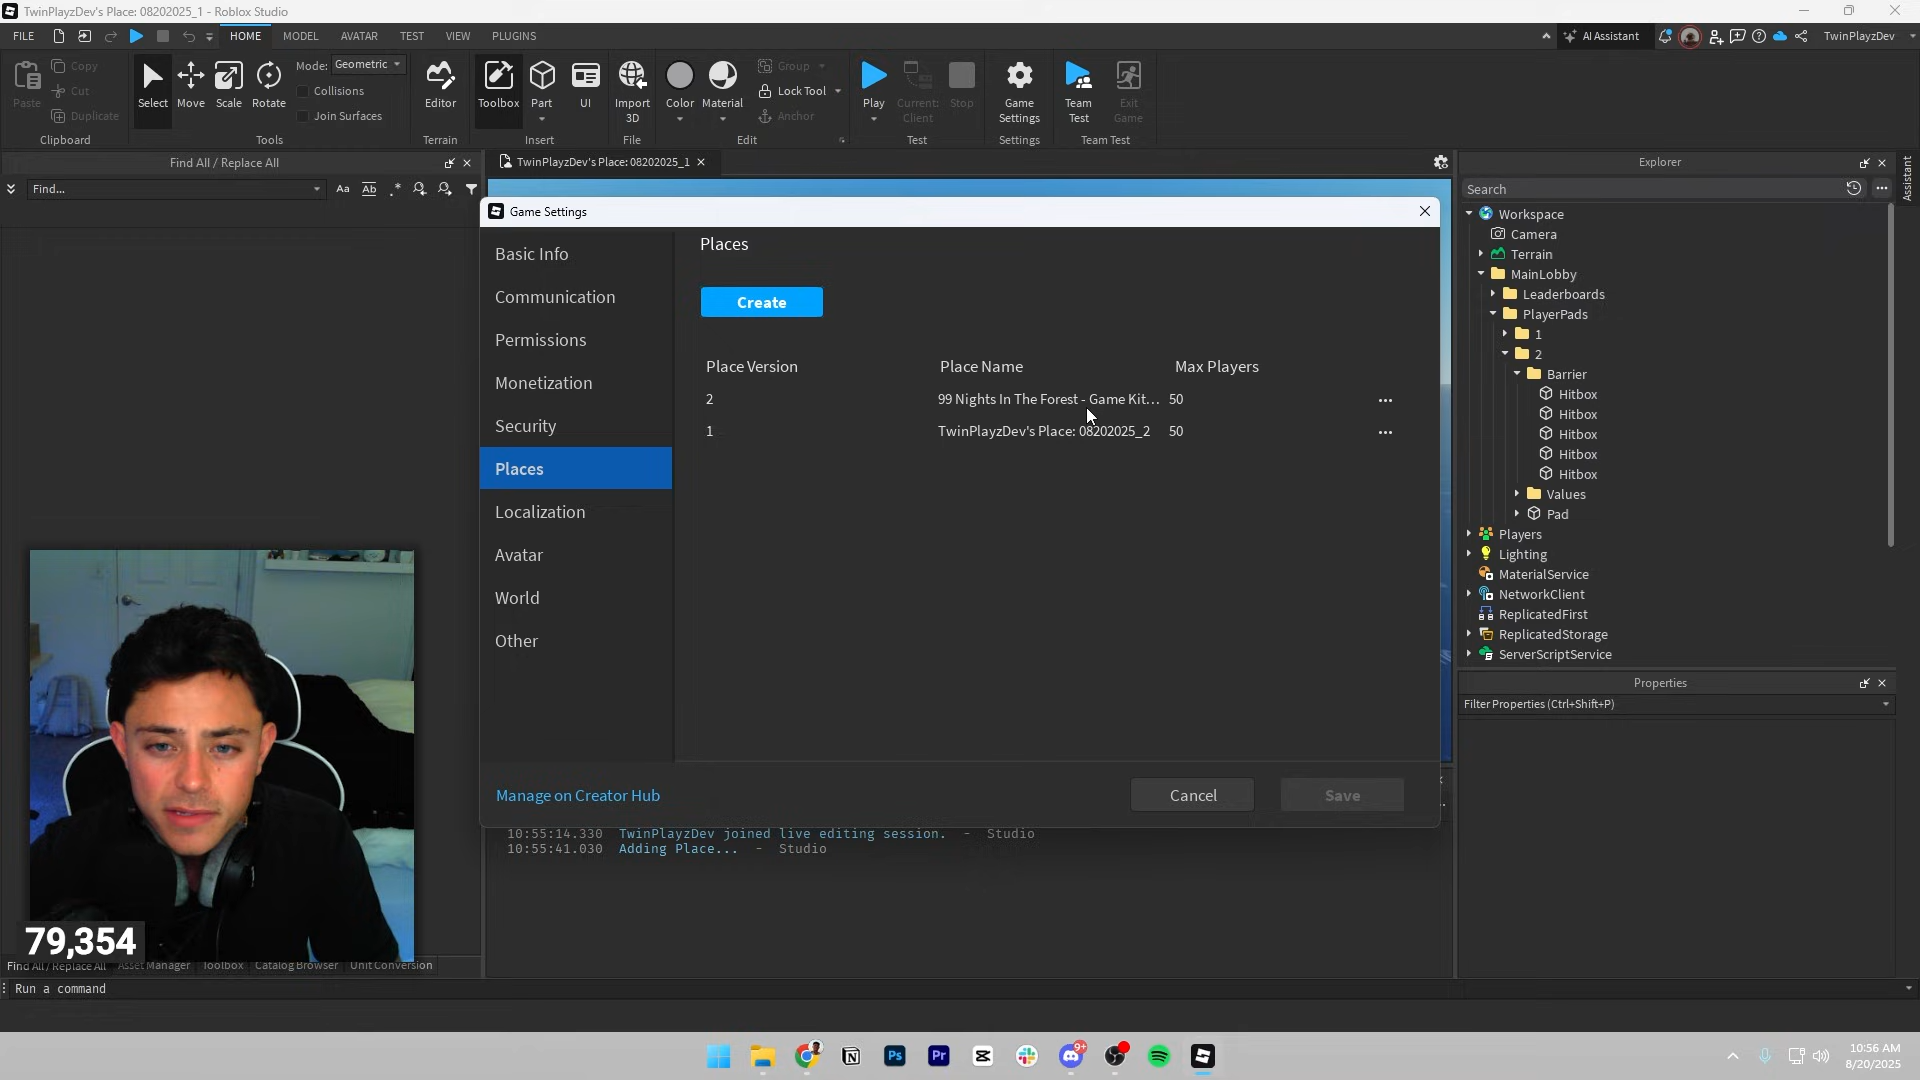 TwinPlayzDev's Place: 08202025_1 - Roblox Studio
FILE HOME MODEL AVATAR TEST VIEW PLUGINS AI Assistant TwinPlayzDev
Paste Copy Cut Duplicate
Clipboard
Select Move Scale Rotate
Mode: Geometric
Collisions
Join Surfaces
Tools
Editor
Terrain
Toolbox Part UI
Insert
Import 3D
File
Color Material Group Lock Tool Anchor
Edit
Play Current: Client Stop
Test
Game Settings
Settings
Team Test Exit Game
Team Test
Find All / Replace All
Find...
Aa Ab .*
TwinPlayzDev's Place: 08202025_1
Game Settings
Basic Info
Communication
Permissions
Monetization
Security
Places
Localization
Avatar
World
Other
Places
Create
Place Version Place Name Max Players
2 99 Nights In The Forest - Game Kit... 50 ...
1 TwinPlayzDev's Place: 08202025_2 50 ...
Manage on Creator Hub
Cancel
Save
10:55:14.330 TwinPlayzDev joined live editing session. - Studio
10:55:41.030 Adding Place... - Studio
Explorer
Search
Workspace
Camera
Terrain
MainLobby
Leaderboards
PlayerPads
1
2
Barrier
Hitbox
Hitbox
Hitbox
Hitbox
Hitbox
Values
Pad
Players
Lighting
MaterialService
NetworkClient
ReplicatedFirst
ReplicatedStorage
ServerScriptService
Properties
Filter Properties (Ctrl+Shift+P)
Assistant
79,354
Find All / Replace All Asset Manager Toolbox Catalog Browser Unit Conversion
Run a command
Ps Pr 9+
10:56 AM
8/20/2025